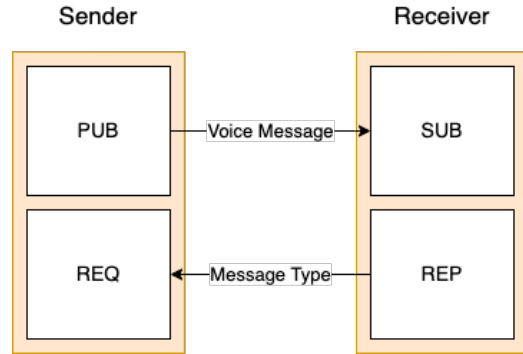 Sender
Receiver
PUB
Voice Message
SUB
REQ
Message Type
REP